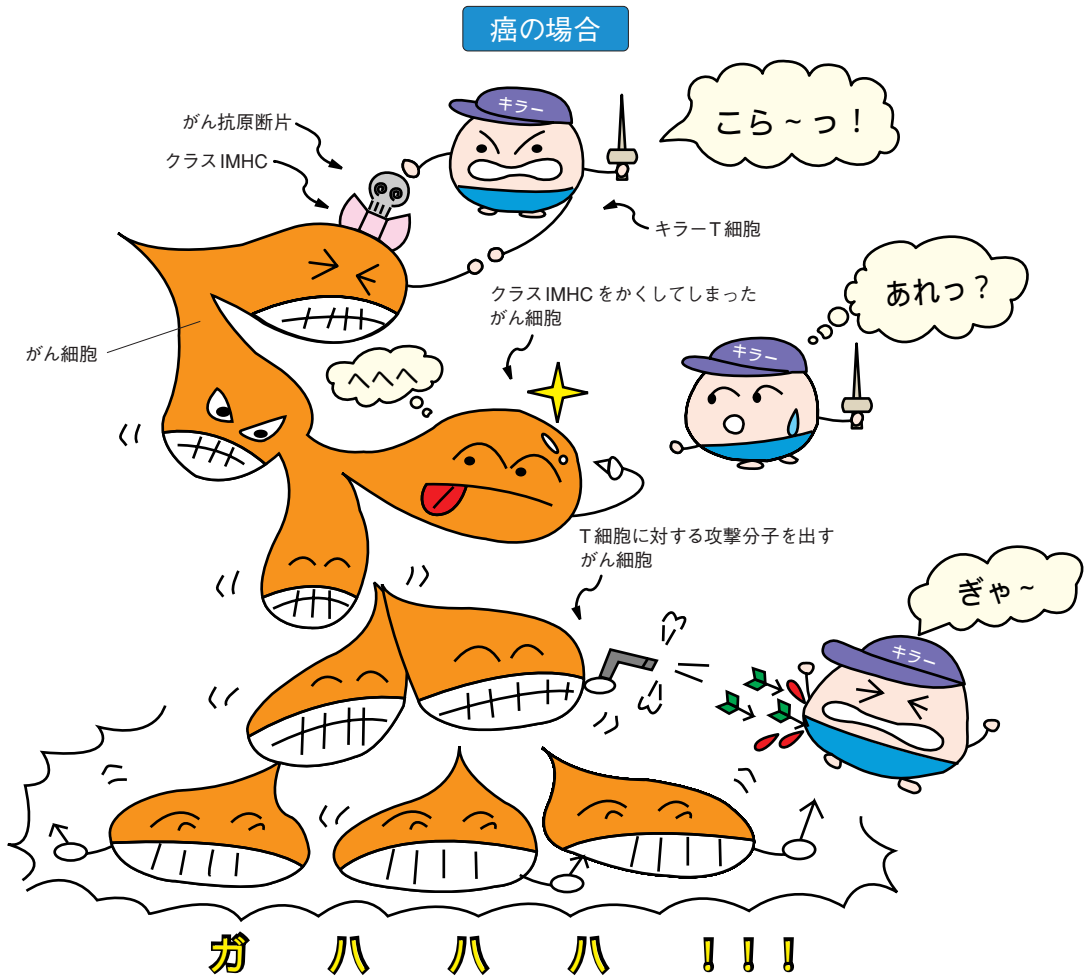 癌の場合
キラー
こら～っ！
がん抗原断片
クラスIMHC
キラーT細胞
クラスIMHCをかくしてしまった
がん細胞
あれっ？
がん細胞
へへへ
キラー
T細胞に対する攻撃分子を出す
がん細胞
ぎゃ～
キラー
ガハハハ！！！